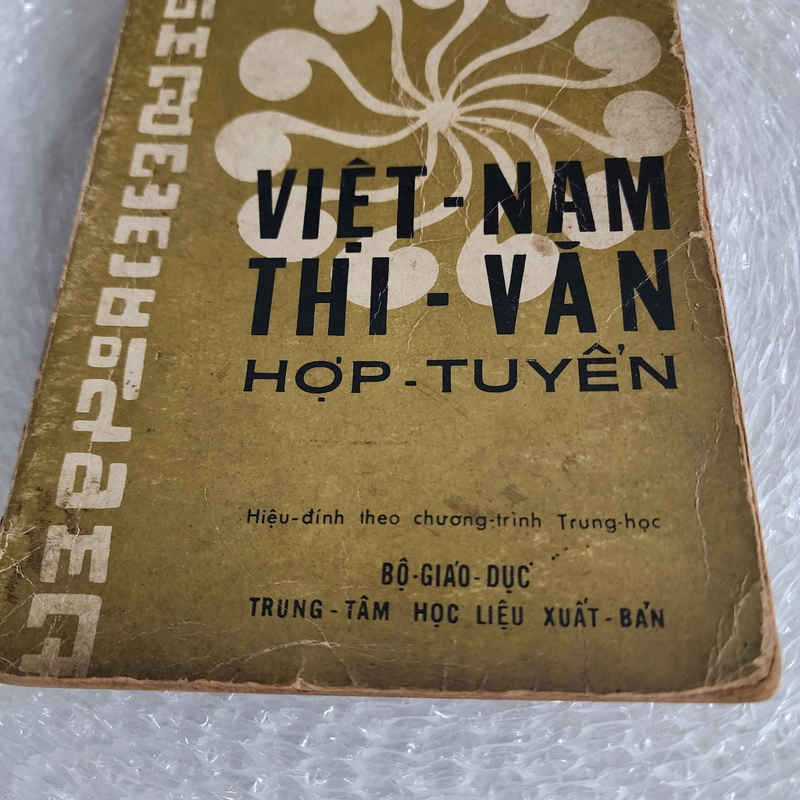 VIỆT-NAM
THI-VĂN
HỢP-TUYỂN
Hiệu-đính theo chương-trình Trung-học
BỘ-GIÁO-DỤC
TRUNG-TÂM HỌC LIỆU XUẤT-BẢN